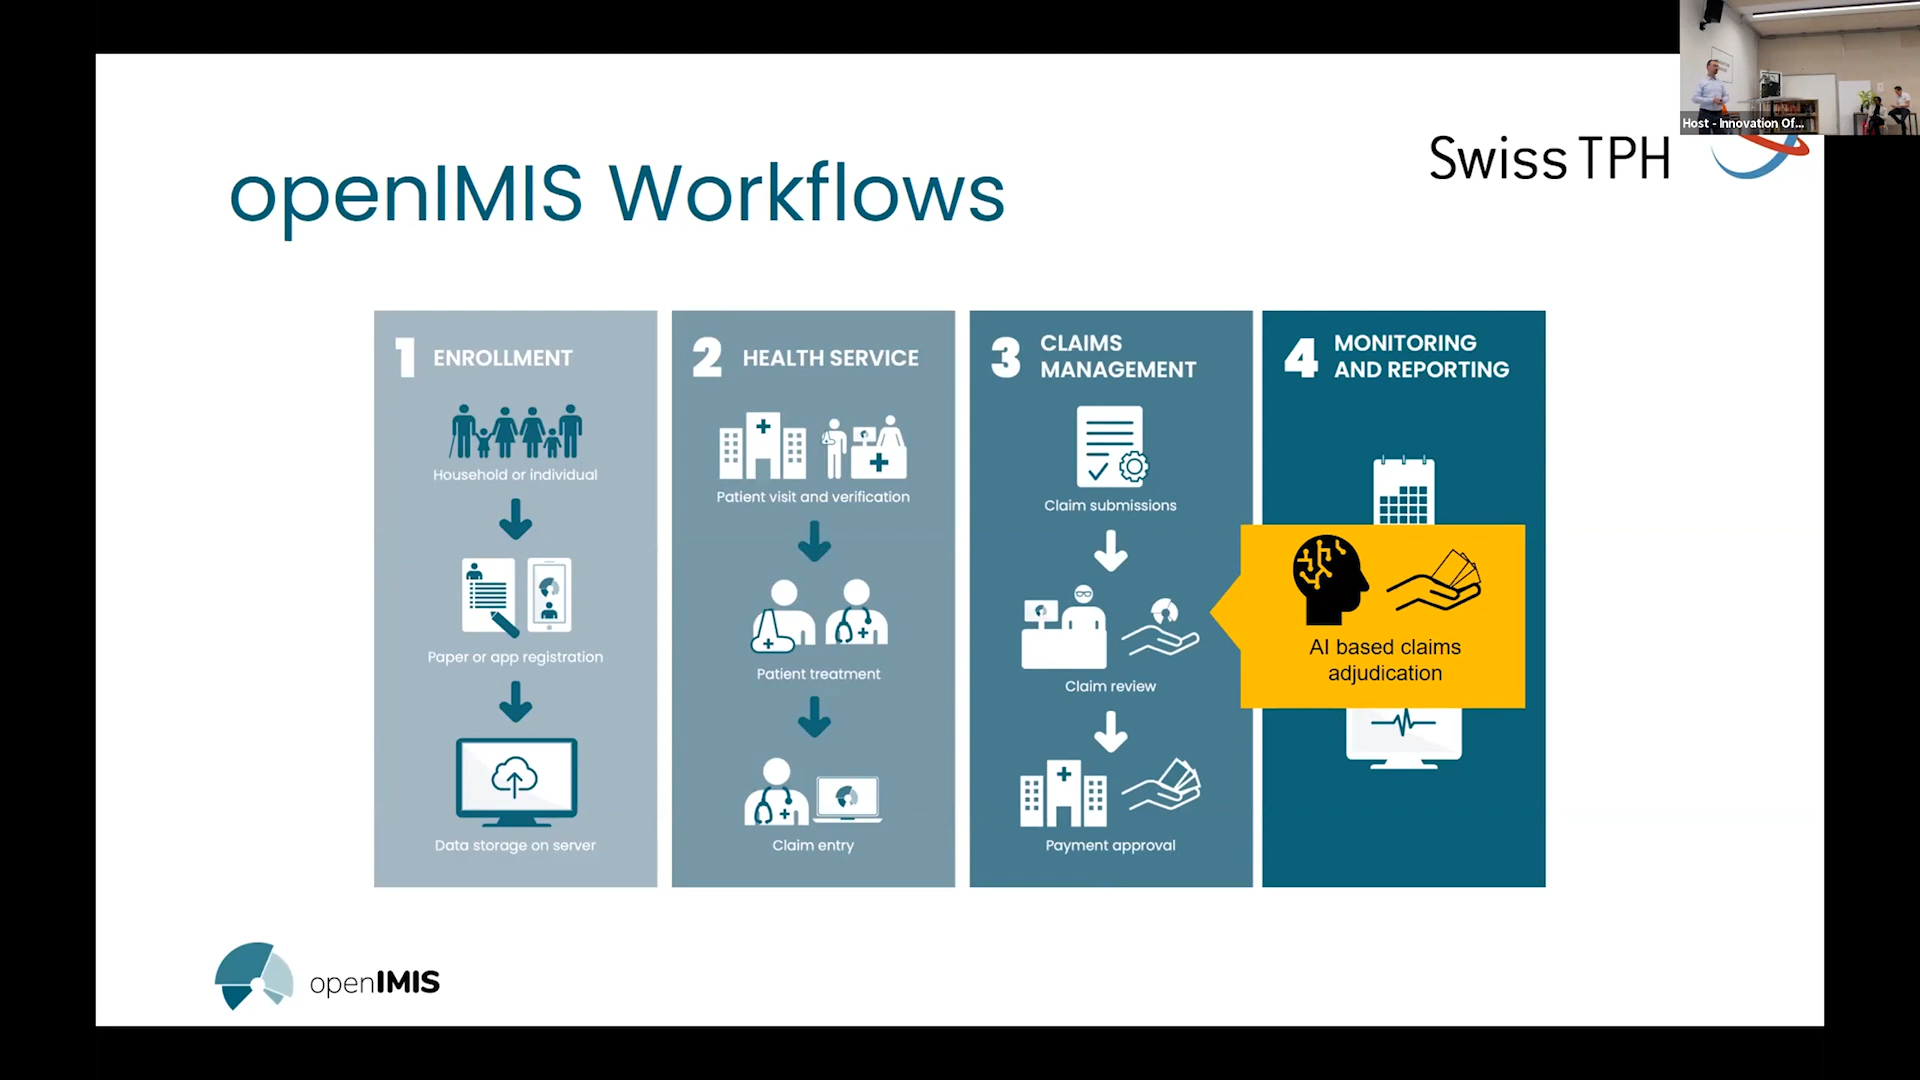 Host - Innovation Of...
Swiss TPH
openIMIS Workflows
1 ENROLLMENT
Household or individual
Paper or app registration
Data storage on server
2 HEALTH SERVICE
Patient visit and verification
Patient treatment
Claim entry
3 CLAIMS
MANAGEMENT
Claim submissions
Claim review
Payment approval
4 MONITORING
AND REPORTING
AI based claims
adjudication
openIMIS